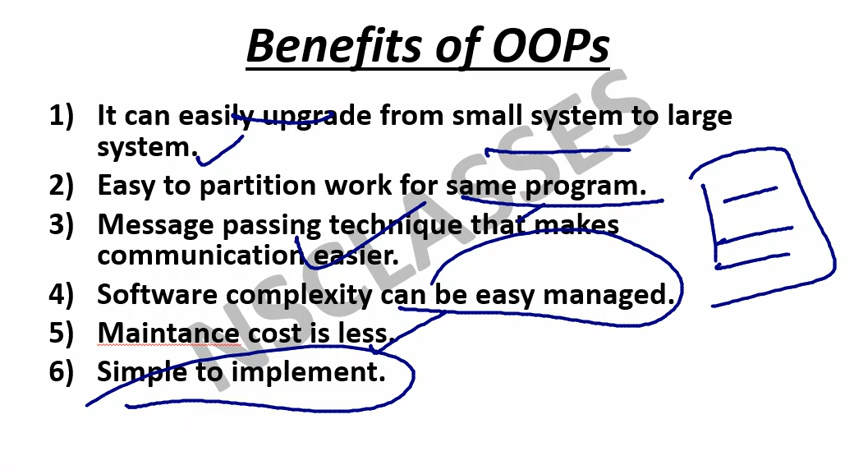 Benefits of OOPs
1) It can easily upgrade from small system to large
system.
2) Easy to partition work for same program.
3) Message passing technique that makes
communication easier.
4) Software complexity can be easy managed.
5) Maintance cost is less.
6) Simple to implement.
NSCLASSES